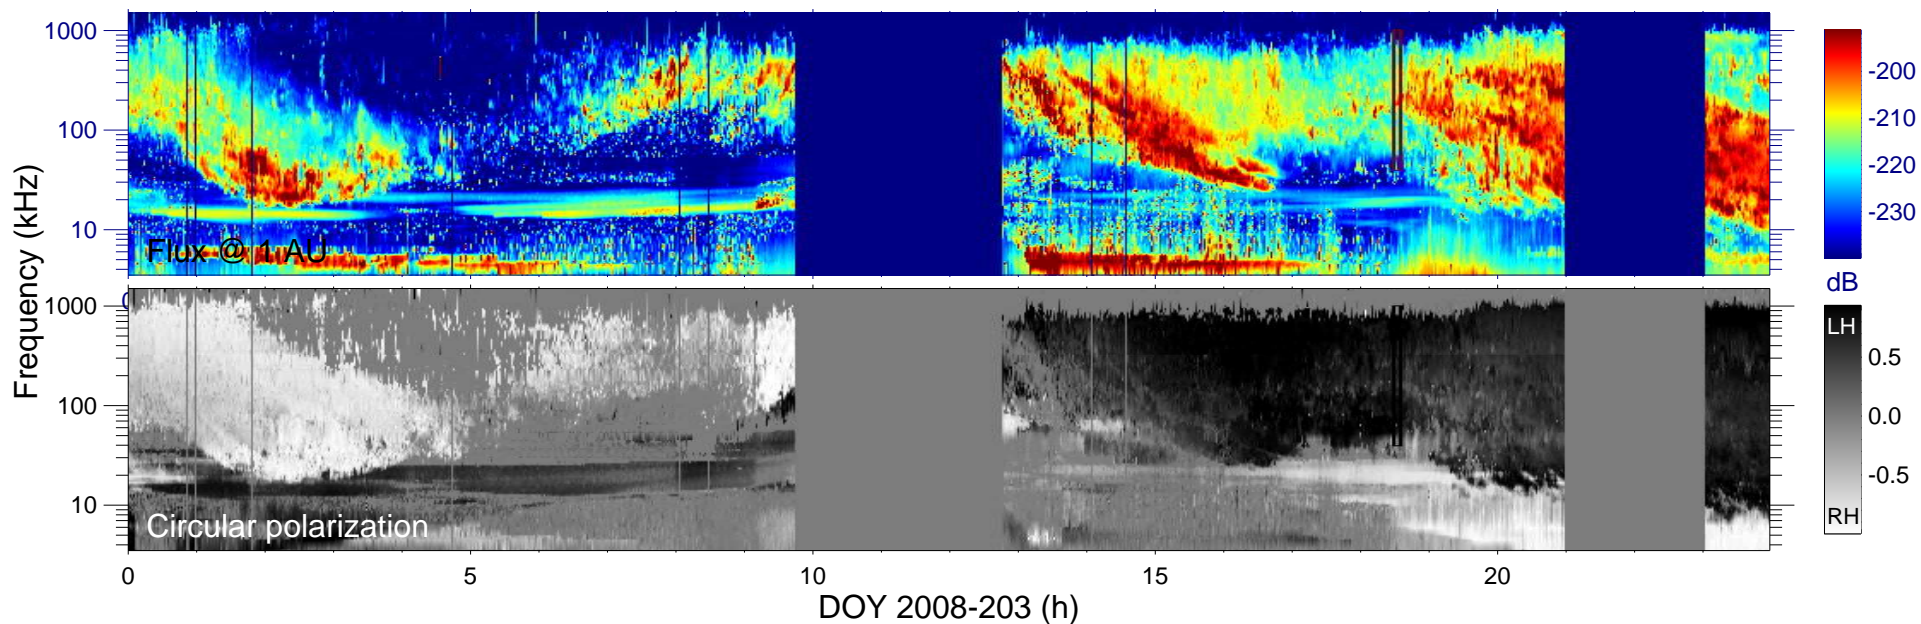 1000
100
10
Flux @ 1 AU
0
-200
-210
-220
-230
dB
Frequency (kHz)
1000
100
10
Circular polarization
LH
0.5
0.0
-0.5
RH
0
5
10
15
20
DOY 2008-203 (h)